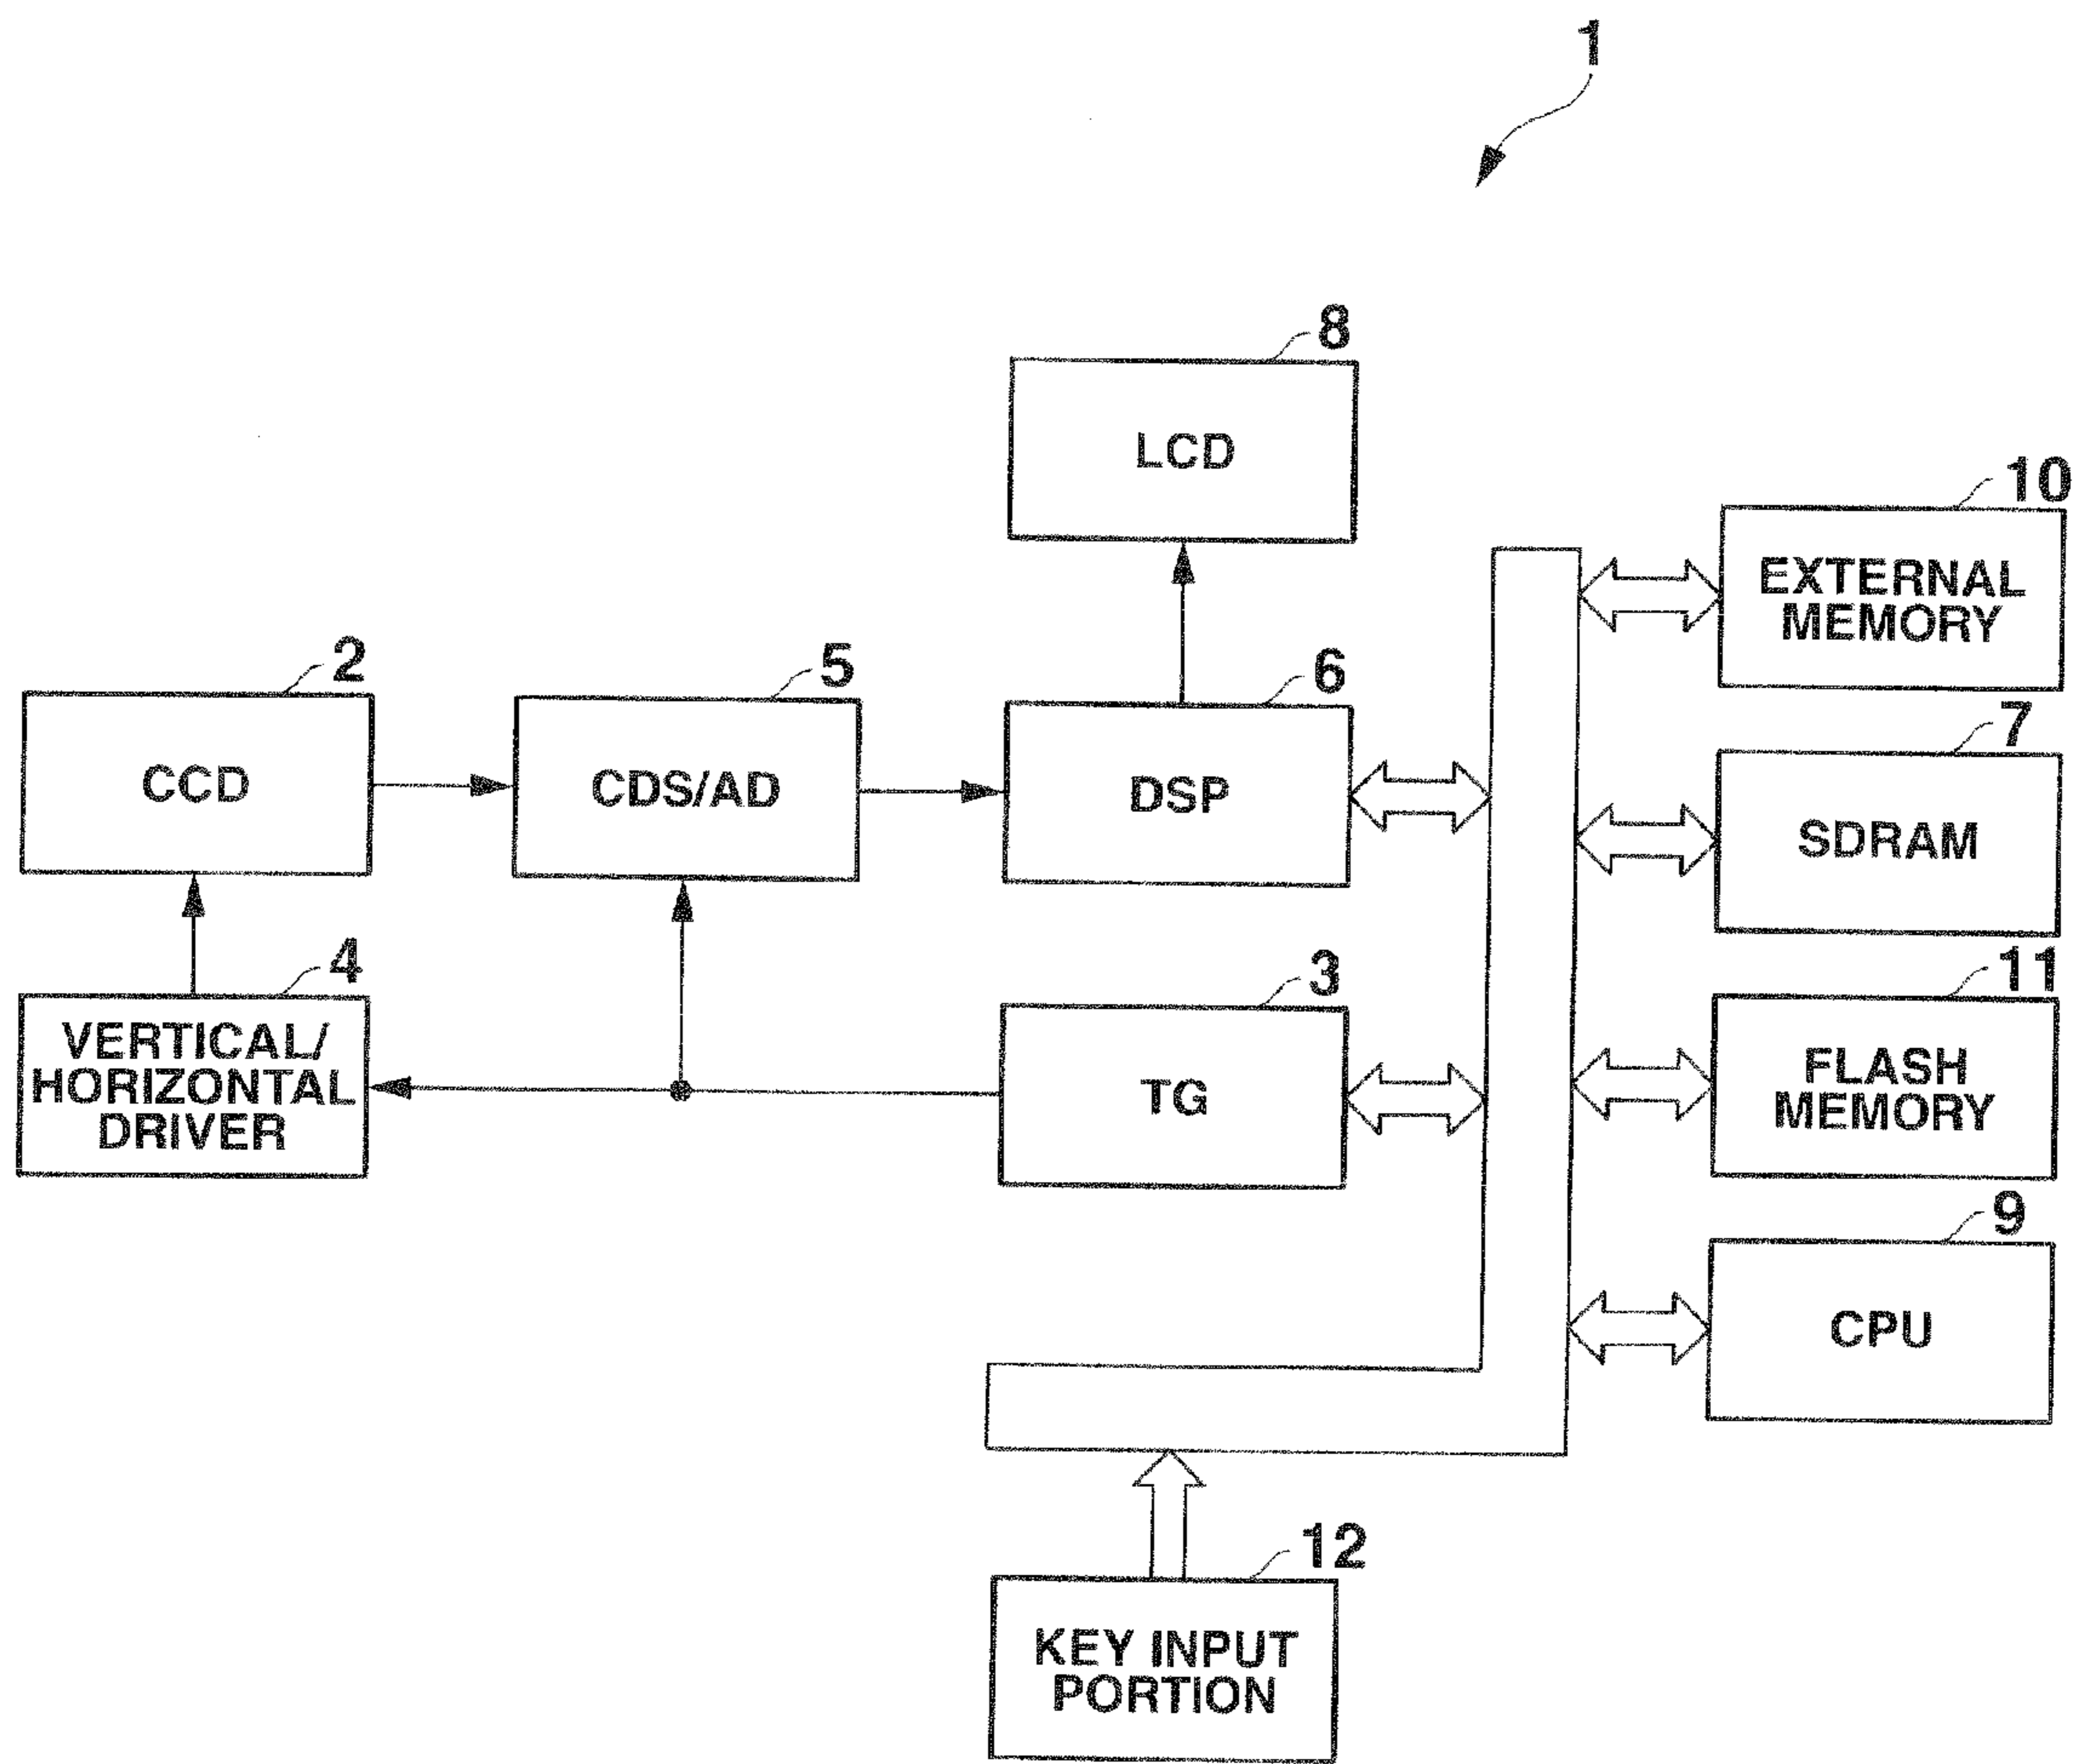 1
8
LCD
10
EXTERNAL
MEMORY
2
CCD
5
CDS/AD
6
DSP
7
SDRAM
4
VERTICAL/
HORIZONTAL
DRIVER
3
TG
11
FLASH
MEMORY
9
CPU
12
KEY INPUT
PORTION